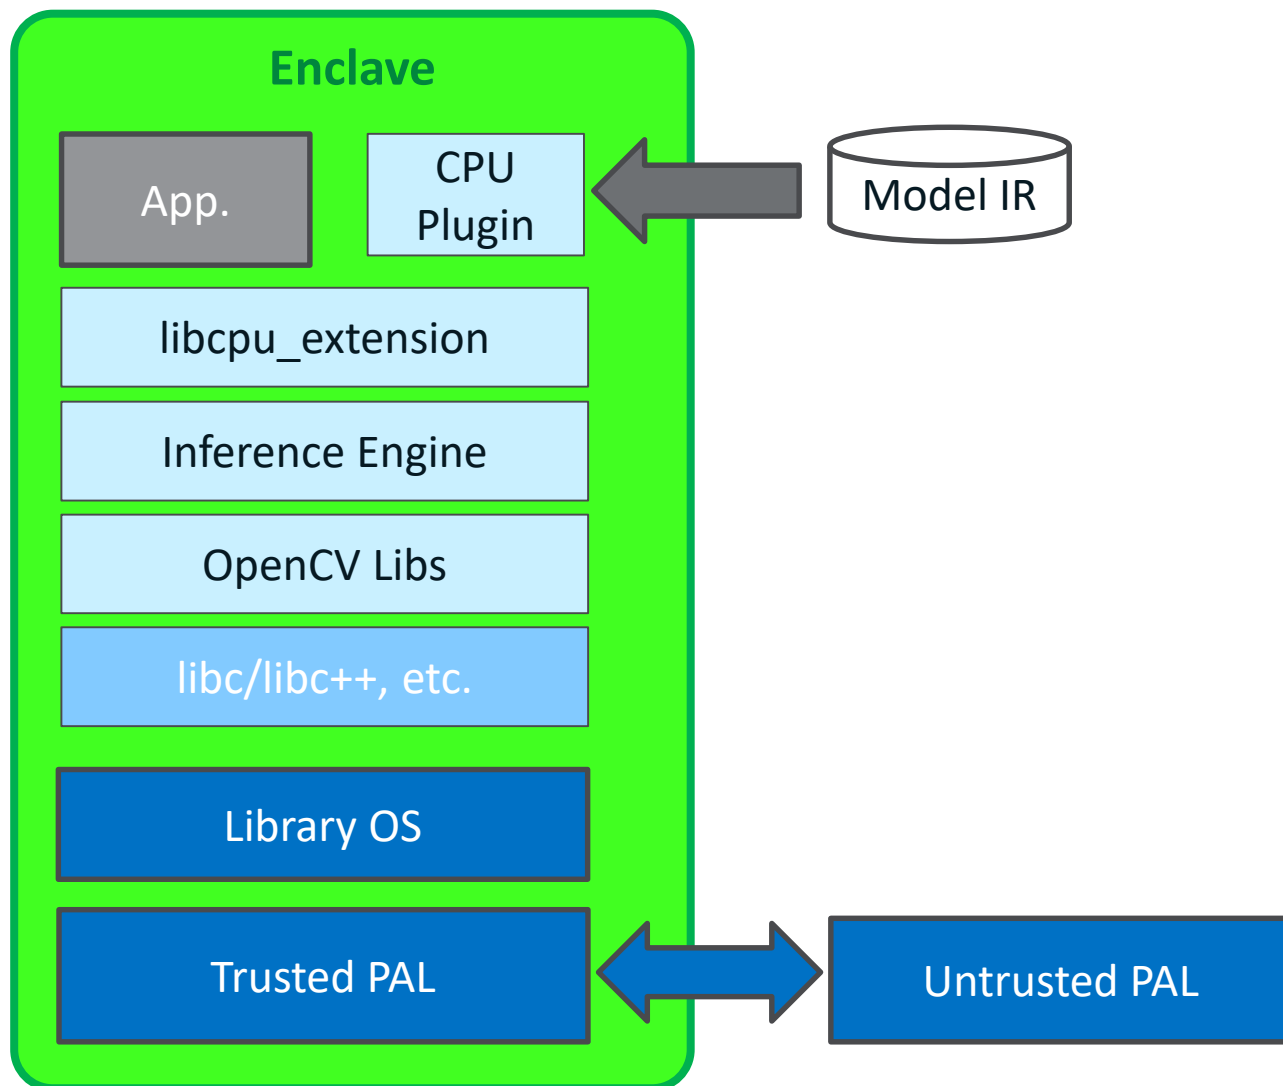 Enclave
App.
CPU
Plugin
Model IR
libcpu_extension
Inference Engine
OpenCV Libs
libc/libc++, etc.
Library OS
Trusted PAL
Untrusted PAL